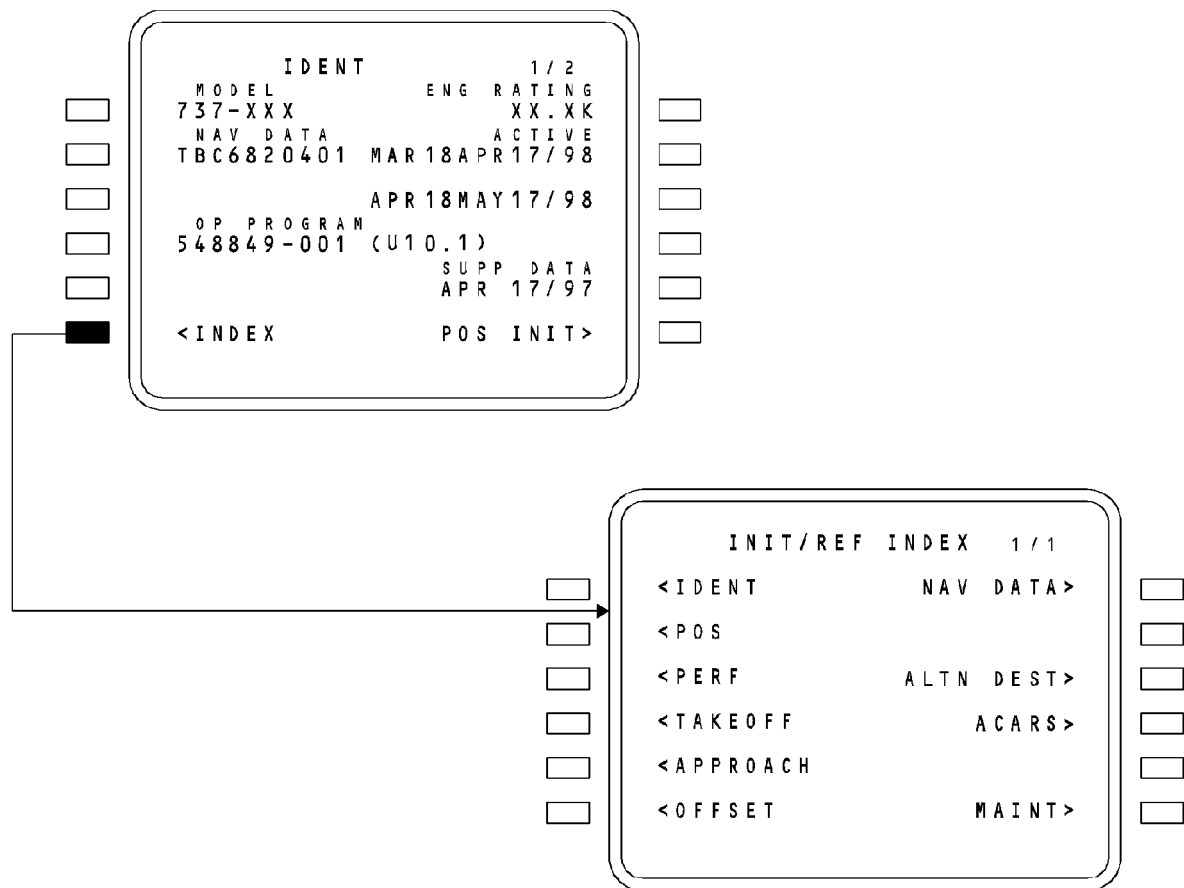 IDENT 1/2
MODEL ENG RATING
737-XXX XX.XK
NAV DATA ACTIVE
TBC6820401 MAR18APR17/98
APR18MAY17/98
OP PROGRAM
548849-001 (U10.1)
SUPP DATA
APR 17/97
<INDEX POS INIT>
INIT/REF INDEX 1/1
<IDENT NAV DATA>
<POS
<PERF ALTN DEST>
<TAKEOFF ACARS>
<APPROACH
<OFFSET MAINT>